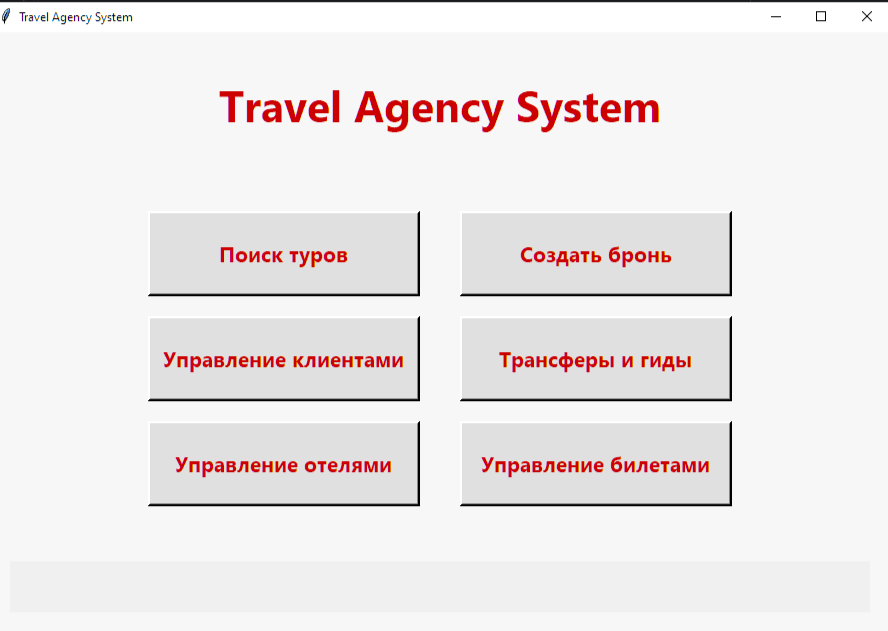 Travel Agency System
Travel Agency System
Поиск туров
Создать бронь
Управление клиентами
Трансферы и гиды
Управление отелями
Управление билетами